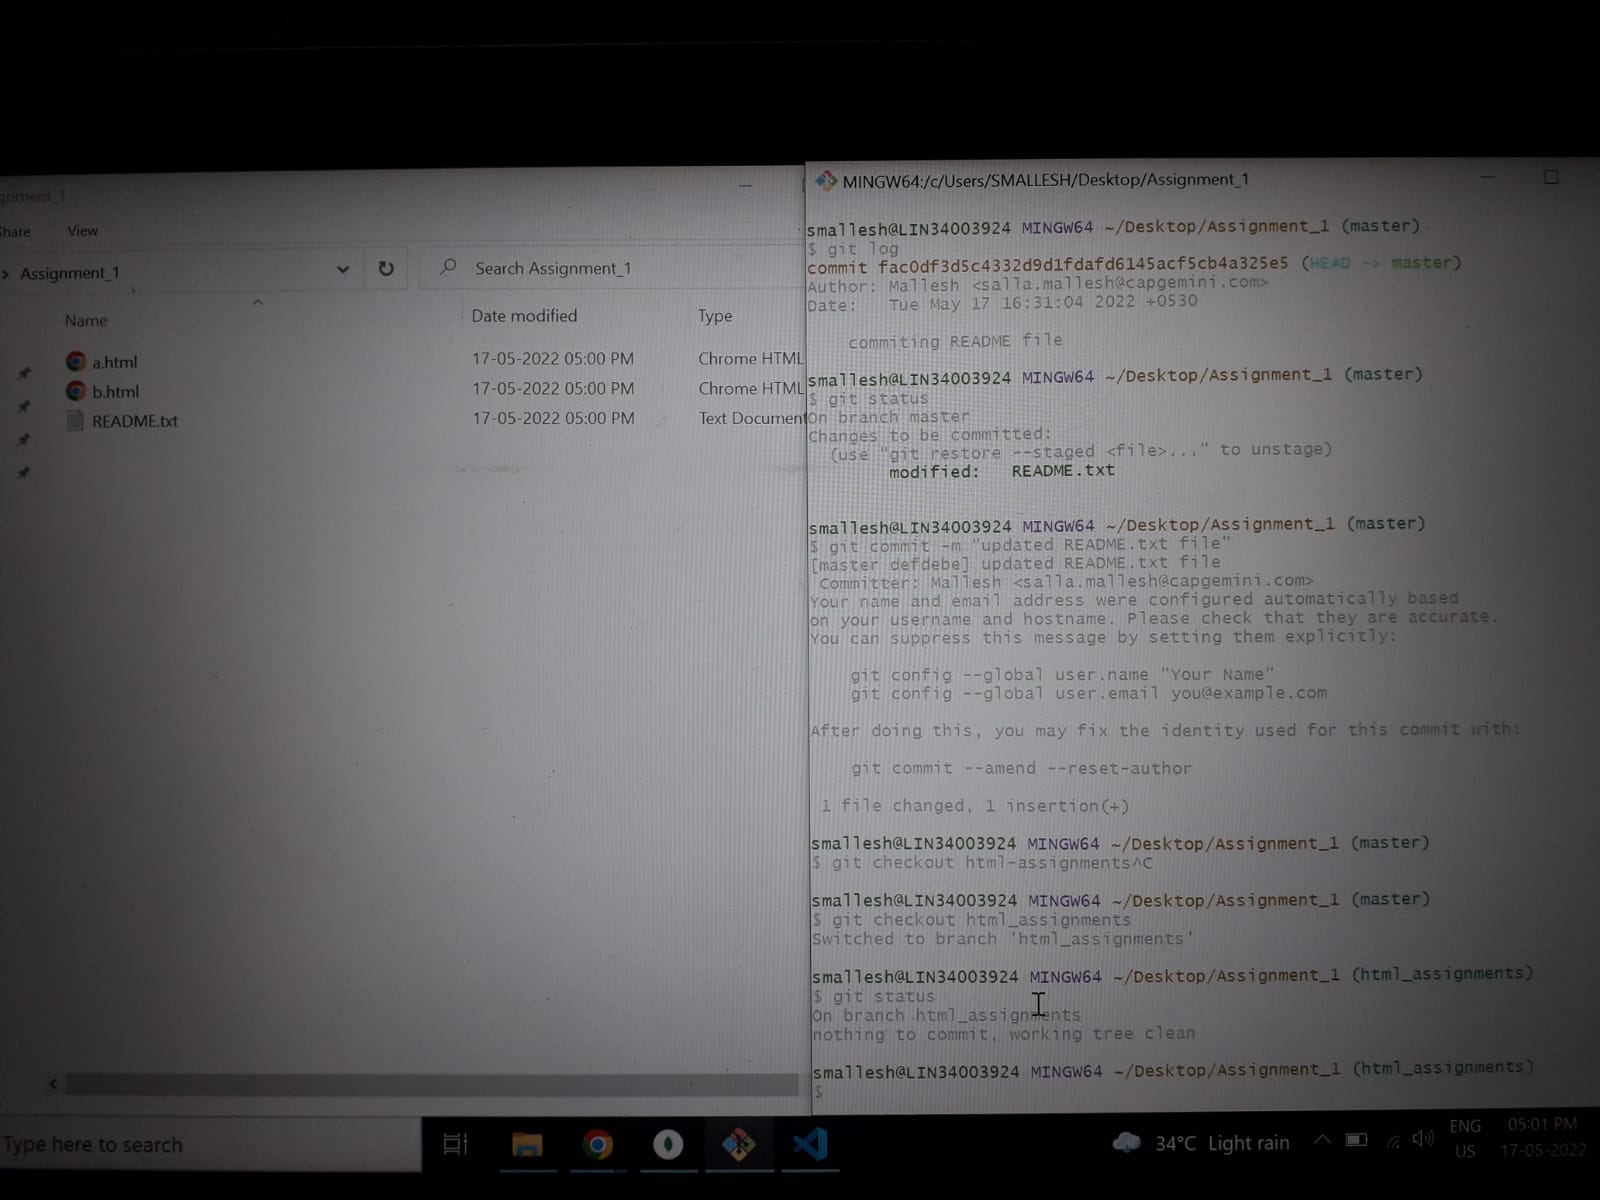 gnment_1
Share View
Assignment_1
Search Assignment_1
Name Date modified Type
a.html 17-05-2022 05:00 PM Chrome HTML
b.html 17-05-2022 05:00 PM Chrome HTML
README.txt 17-05-2022 05:00 PM Text Document
MINGW64:/c/Users/SMALLESH/Desktop/Assignment_1
smallesh@LIN34003924 MINGW64 ~/Desktop/Assignment_1 (master)
$ git log
commit fac0df3d5c4332d9d1fdafd6145acf5cb4a325e5 (HEAD -> master)
Author: Mallesh <salla.mallesh@capgemini.com>
Date:   Tue May 17 16:31:04 2022 +0530
commiting README file
smallesh@LIN34003924 MINGW64 ~/Desktop/Assignment_1 (master)
$ git status
On branch master
Changes to be committed:
(use "git restore --staged <file>..." to unstage)
modified:   README.txt
smallesh@LIN34003924 MINGW64 ~/Desktop/Assignment_1 (master)
$ git commit -m "updated README.txt file"
[master defdebe] updated README.txt file
Committer: Mallesh <salla.mallesh@capgemini.com>
Your name and email address were configured automatically based
on your username and hostname. Please check that they are accurate.
You can suppress this message by setting them explicitly:
git config --global user.name "Your Name"
git config --global user.email you@example.com
After doing this, you may fix the identity used for this commit with:
git commit --amend --reset-author
1 file changed, 1 insertion(+)
smallesh@LIN34003924 MINGW64 ~/Desktop/Assignment_1 (master)
$ git checkout html-assignments^C
smallesh@LIN34003924 MINGW64 ~/Desktop/Assignment_1 (master)
$ git checkout html_assignments
Switched to branch 'html_assignments'
smallesh@LIN34003924 MINGW64 ~/Desktop/Assignment_1 (html_assignments)
$ git status
On branch html_assignments
nothing to commit, working tree clean
smallesh@LIN34003924 MINGW64 ~/Desktop/Assignment_1 (html_assignments)
$
Type here to search
34°C Light rain
ENG
US
05:01 PM
17-05-2022